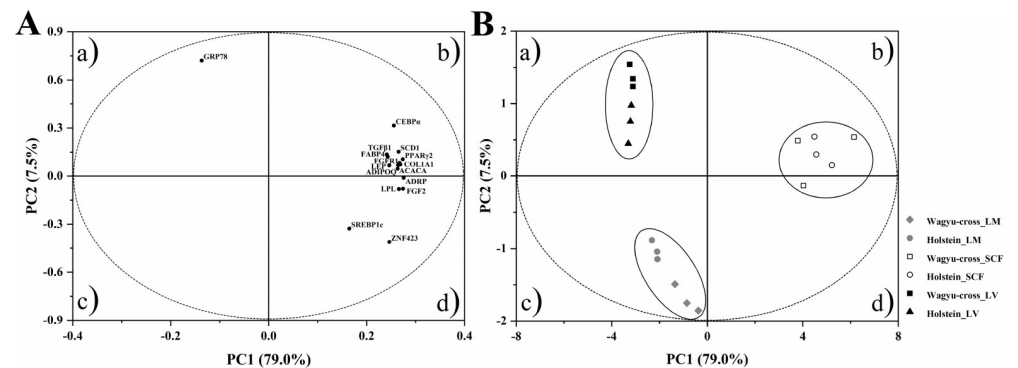 A
B
0.9
0.6
0.3
0.0
-0.3
-0.6
-0.9
PC2 (7.5%)
a)
b)
c)
d)
GRP78
CEBPα
TGFβ1 SCD1
FABP4 PPARγ2
FGFR1 COL1A1
LEP ACACA
ADIPOQ
ADRP
LPL FGF2
SREBP1c
ZNF423
-0.4 -0.2 0.0 0.2 0.4
PC1 (79.0%)
2
1
0
-1
-2
PC2 (7.5%)
a)
b)
c)
d)
-8 -4 0 4 8
PC1 (79.0%)
Wagyu-cross_LM
Holstein_LM
Wagyu-cross_SCF
Holstein_SCF
Wagyu-cross_LV
Holstein_LV